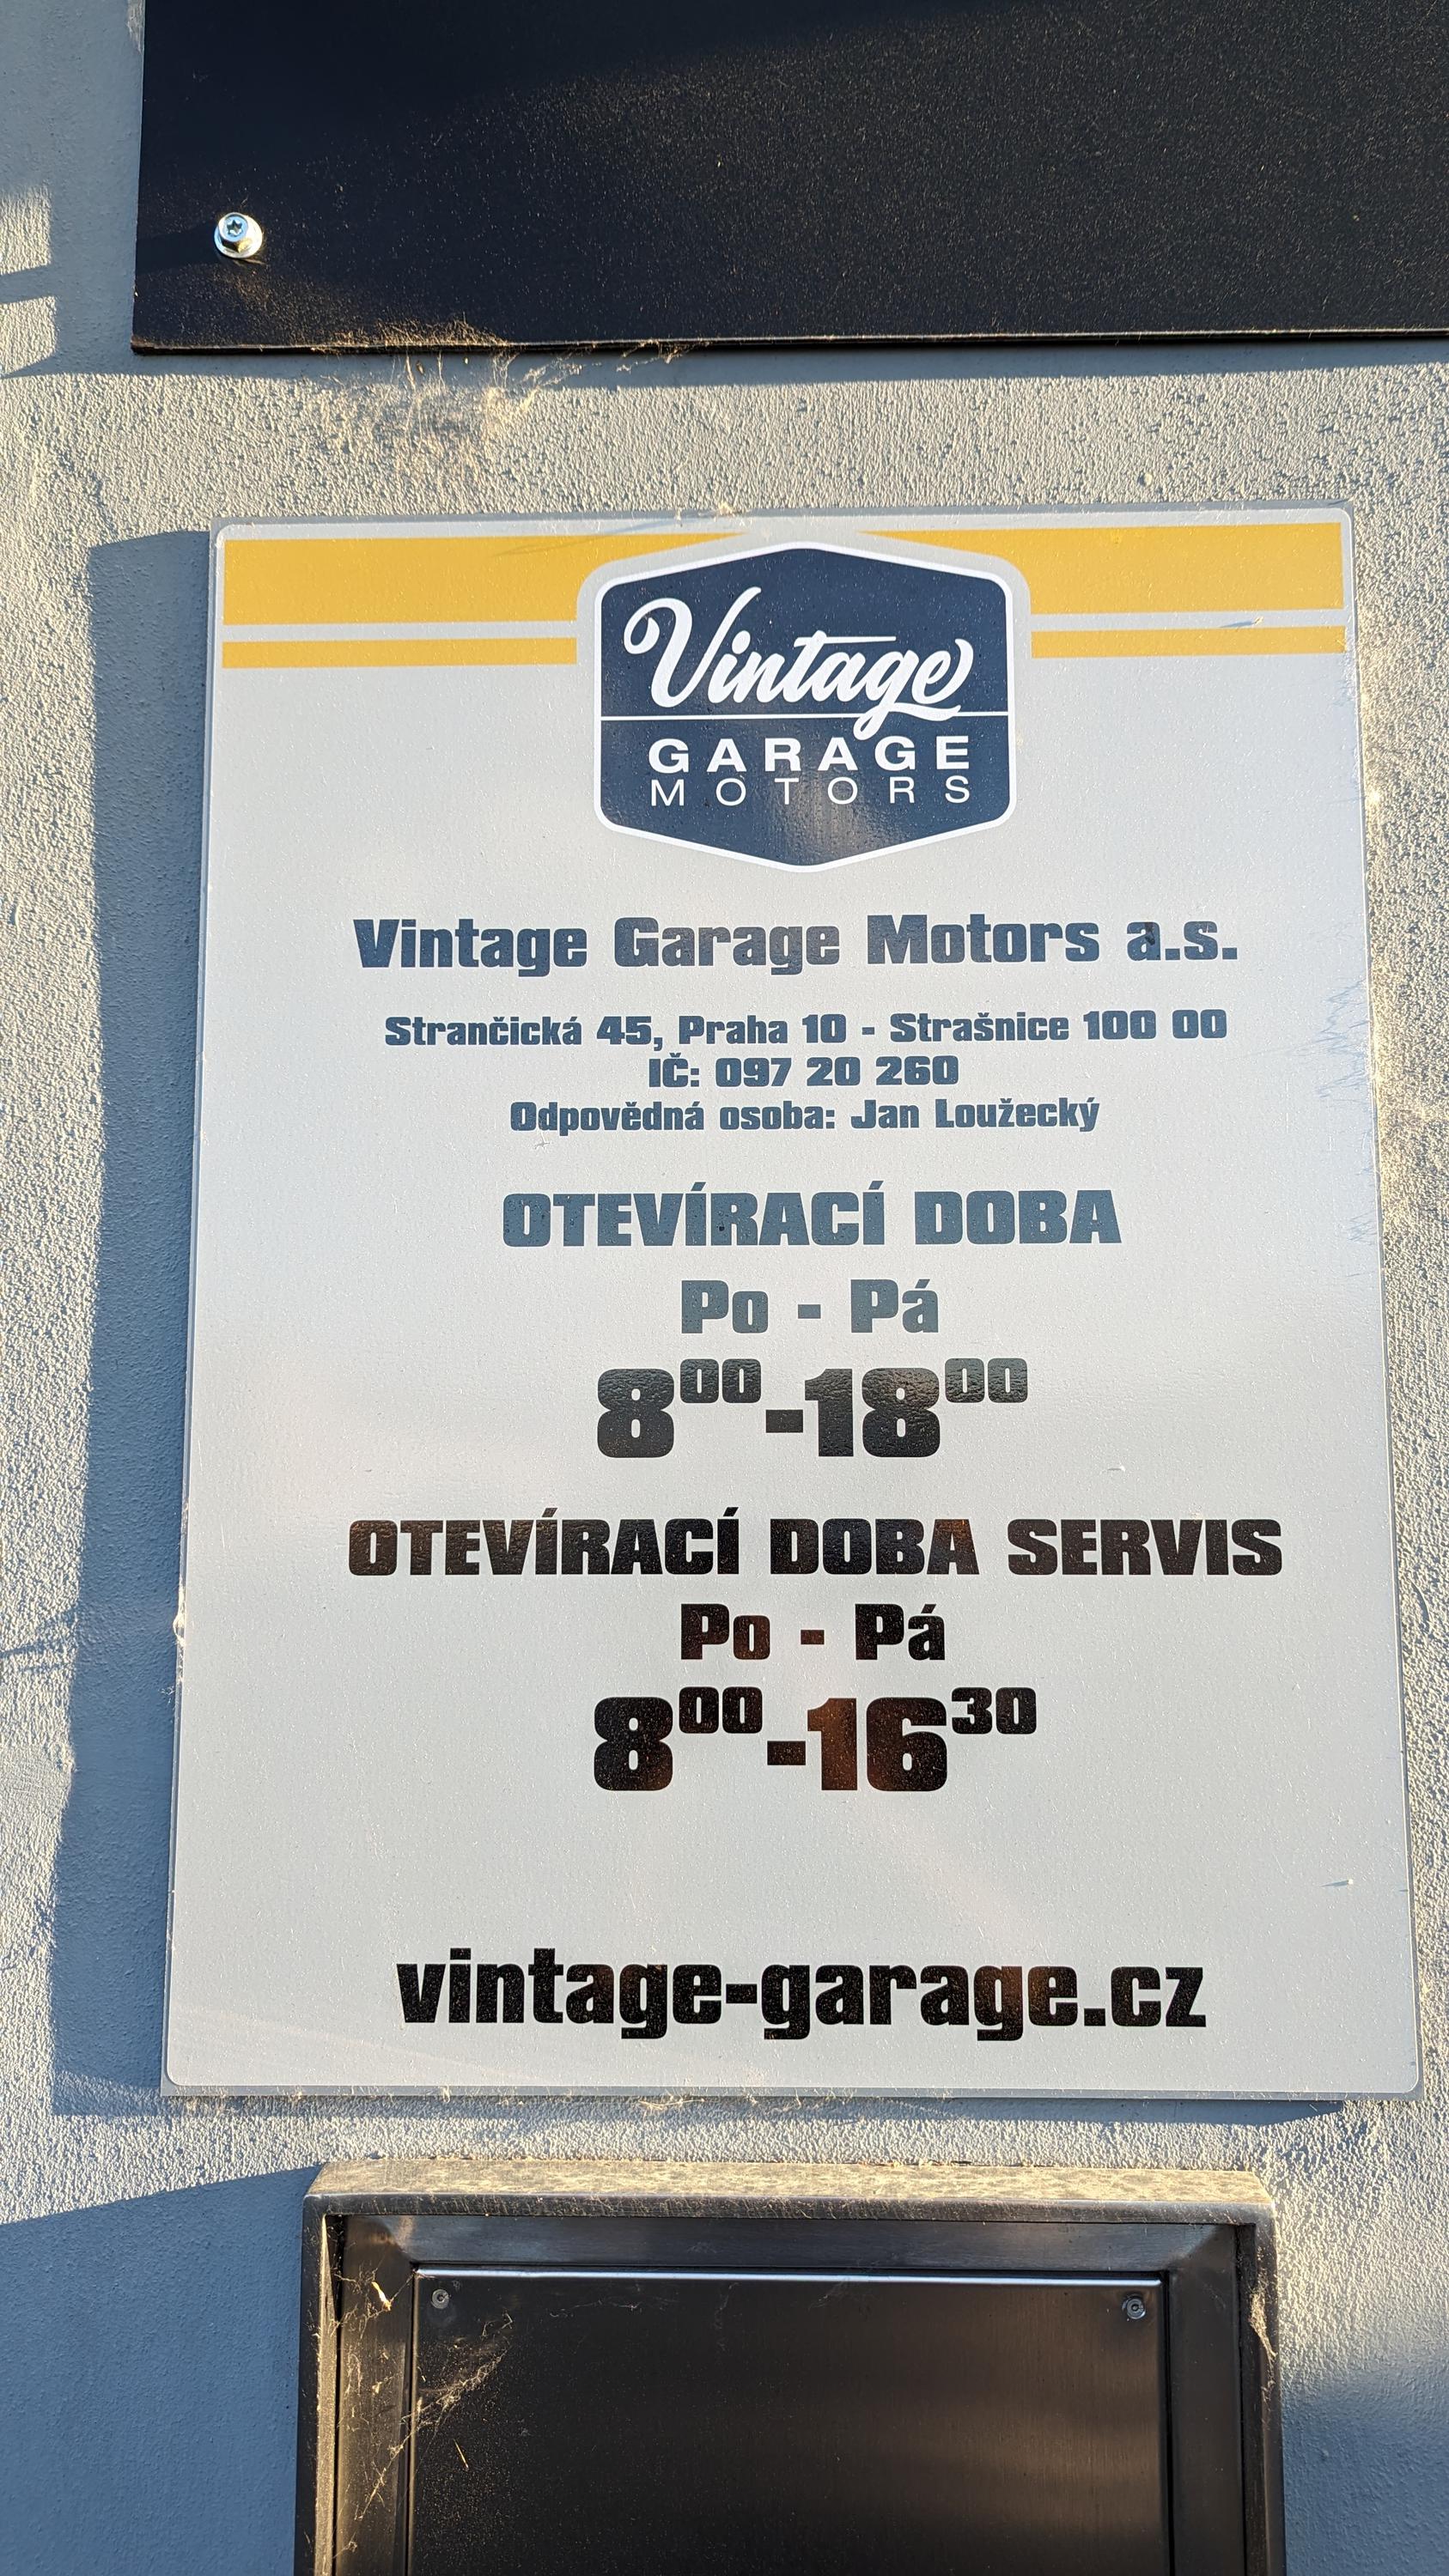 Vintage
GARAGE
MOTORS
Vintage Garage Motors a.s.
Strančická 45, Praha 10 - Strašnice 100 00
IČ: 097 20 260
Odpovědná osoba: Jan Loužecký
OTEVÍRACÍ DOBA
Po - Pá
8⁰⁰-18⁰⁰
OTEVÍRACÍ DOBA SERVIS
Po - Pá
8⁰⁰-16³⁰
vintage-garage.cz